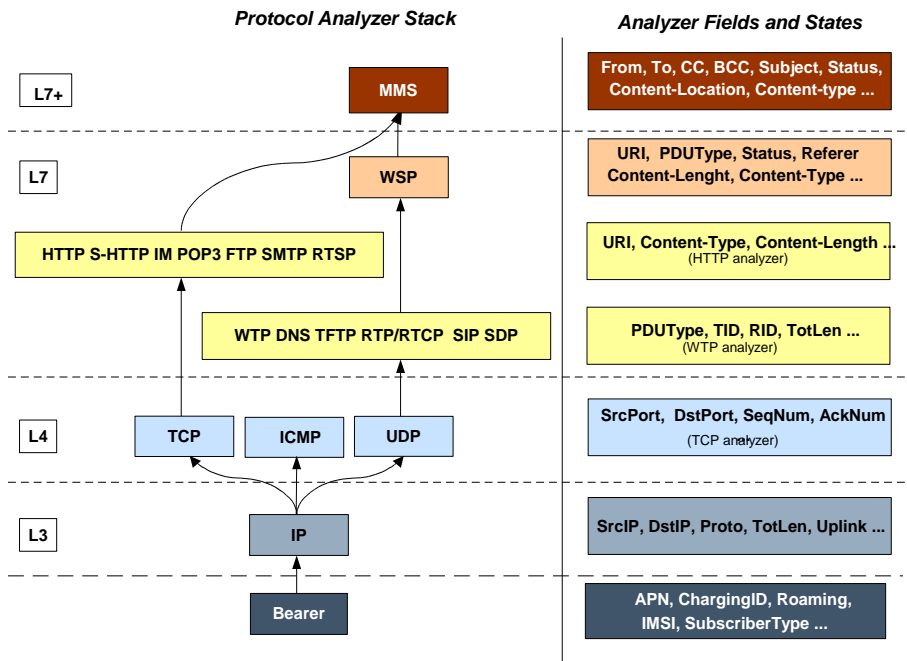 Protocol Analyzer Stack
Analyzer Fields and States
L7+
MMS
From, To, CC, BCC, Subject, Status,
Content-Location, Content-type ...
L7
WSP
URI, PDUType, Status, Referer
Content-Lenght, Content-Type ...
HTTP S-HTTP IM POP3 FTP SMTP RTSP
URI, Content-Type, Content-Length ...
(HTTP analyzer)
WTP DNS TFTP RTP/RTCP SIP SDP
PDUType, TID, RID, TotLen ...
(WTP analyzer)
L4
TCP
ICMP
UDP
SrcPort, DstPort, SeqNum, AckNum
(TCP analyzer)
L3
IP
SrcIP, DstIP, Proto, TotLen, Uplink ...
Bearer
APN, ChargingID, Roaming,
IMSI, SubscriberType ...